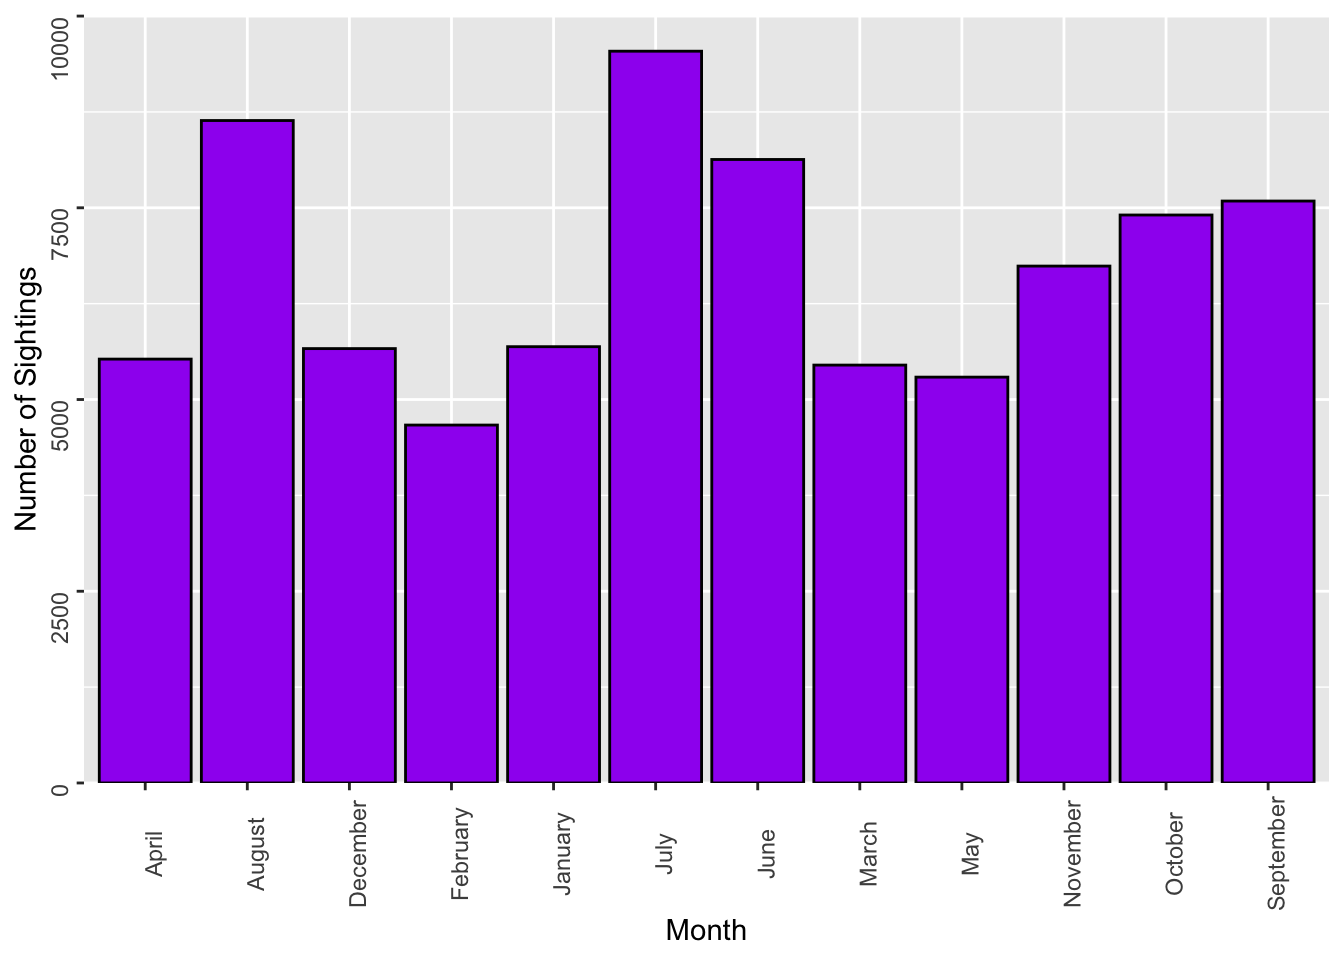 Number of Sightings
10000
7500
5000
2500
0
April
August
December
February
January
July
June
March
May
November
October
September
Month